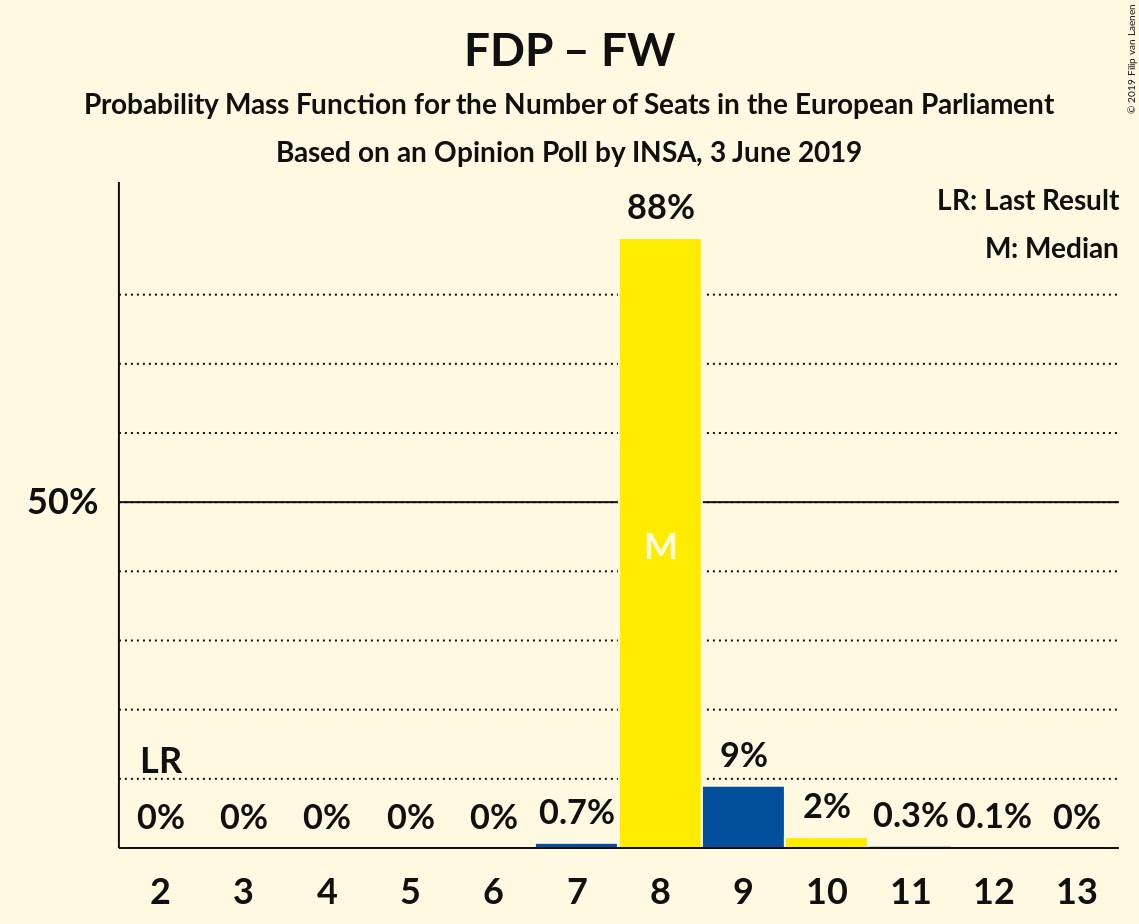 FDP – FW
Probability Mass Function for the Number of Seats in the European Parliament
Based on an Opinion Poll by INSA, 3 June 2019
© 2019 Filip van Laenen
LR: Last Result
M: Median
88%
50%
M
LR
9%
0% 0% 0% 0% 0% 0.7% 2% 0.3% 0.1% 0%
2 3 4 5 6 7 8 9 10 11 12 13